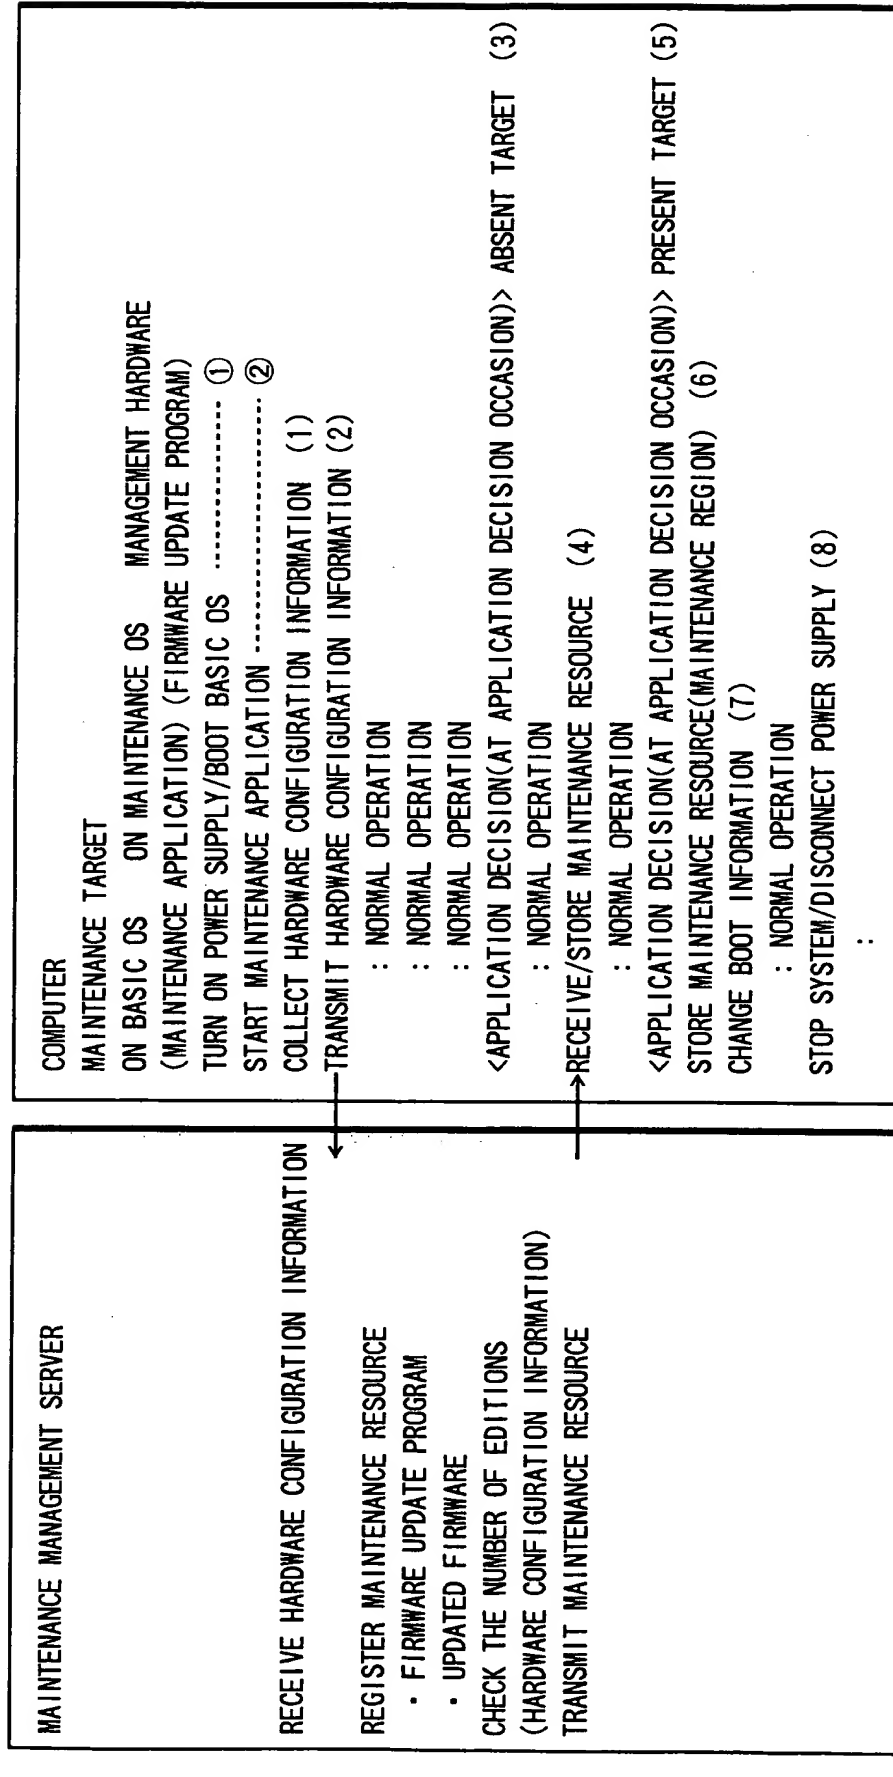 MAINTENANCE MANAGEMENT SERVER
RECEIVE HARDWARE CONFIGURATION INFORMATION
REGISTER MAINTENANCE RESOURCE
・FIRMWARE UPDATE PROGRAM
・UPDATED FIRMWARE
CHECK THE NUMBER OF EDITIONS
(HARDWARE CONFIGURATION INFORMATION)
TRANSMIT MAINTENANCE RESOURCE
COMPUTER
MAINTENANCE TARGET
ON BASIC OS ON MAINTENANCE OS MANAGEMENT HARDWARE
(MAINTENANCE APPLICATION) (FIRMWARE UPDATE PROGRAM)
TURN ON POWER SUPPLY/BOOT BASIC OS ------------------ ①
START MAINTENANCE APPLICATION ---------------------- ②
COLLECT HARDWARE CONFIGURATION INFORMATION (1)
TRANSMIT HARDWARE CONFIGURATION INFORMATION (2)
: NORMAL OPERATION
: NORMAL OPERATION
: NORMAL OPERATION
<APPLICATION DECISION(AT APPLICATION DECISION OCCASION)> ABSENT TARGET (3)
: NORMAL OPERATION
RECEIVE/STORE MAINTENANCE RESOURCE (4)
: NORMAL OPERATION
<APPLICATION DECISION(AT APPLICATION DECISION OCCASION)> PRESENT TARGET (5)
STORE MAINTENANCE RESOURCE(MAINTENANCE REGION) (6)
CHANGE BOOT INFORMATION (7)
: NORMAL OPERATION
STOP SYSTEM/DISCONNECT POWER SUPPLY (8)
: